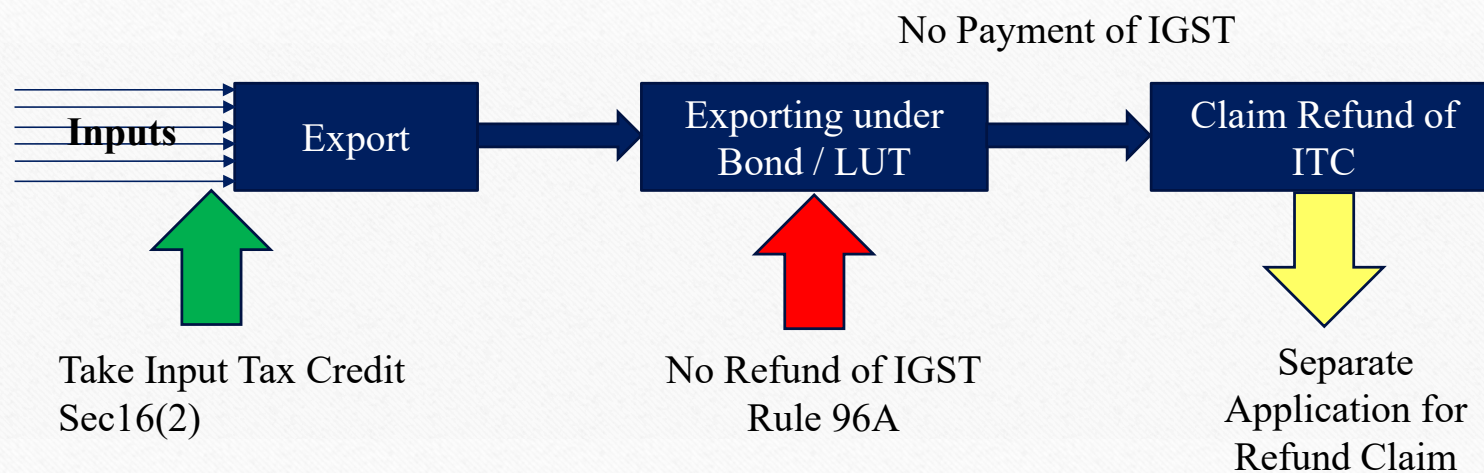 No Payment of IGST
Inputs
Export
Exporting under
Bond / LUT
Claim Refund of
ITC
Take Input Tax Credit
Sec16(2)
No Refund of IGST
Rule 96A
Separate
Application for
Refund Claim